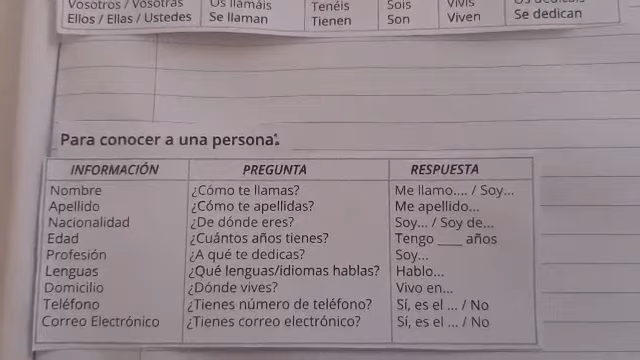 Vosotros / Vosotras Os llamáis Tenéis Sois Vivís
Ellos / Ellas / Ustedes Se llaman Tienen Son Viven Se dedican
Para conocer a una persona:
INFORMACIÓN PREGUNTA RESPUESTA
Nombre ¿Cómo te llamas? Me llamo.... / Soy...
Apellido ¿Cómo te apellidas? Me apellido...
Nacionalidad ¿De dónde eres? Soy... / Soy de...
Edad ¿Cuántos años tienes? Tengo ____ años
Profesión ¿A qué te dedicas? Soy...
Lenguas ¿Qué lenguas/idiomas hablas? Hablo...
Domicilio ¿Dónde vives? Vivo en...
Teléfono ¿Tienes número de teléfono? Sí, es el ... / No
Correo Electrónico ¿Tienes correo electrónico? Sí, es el ... / No